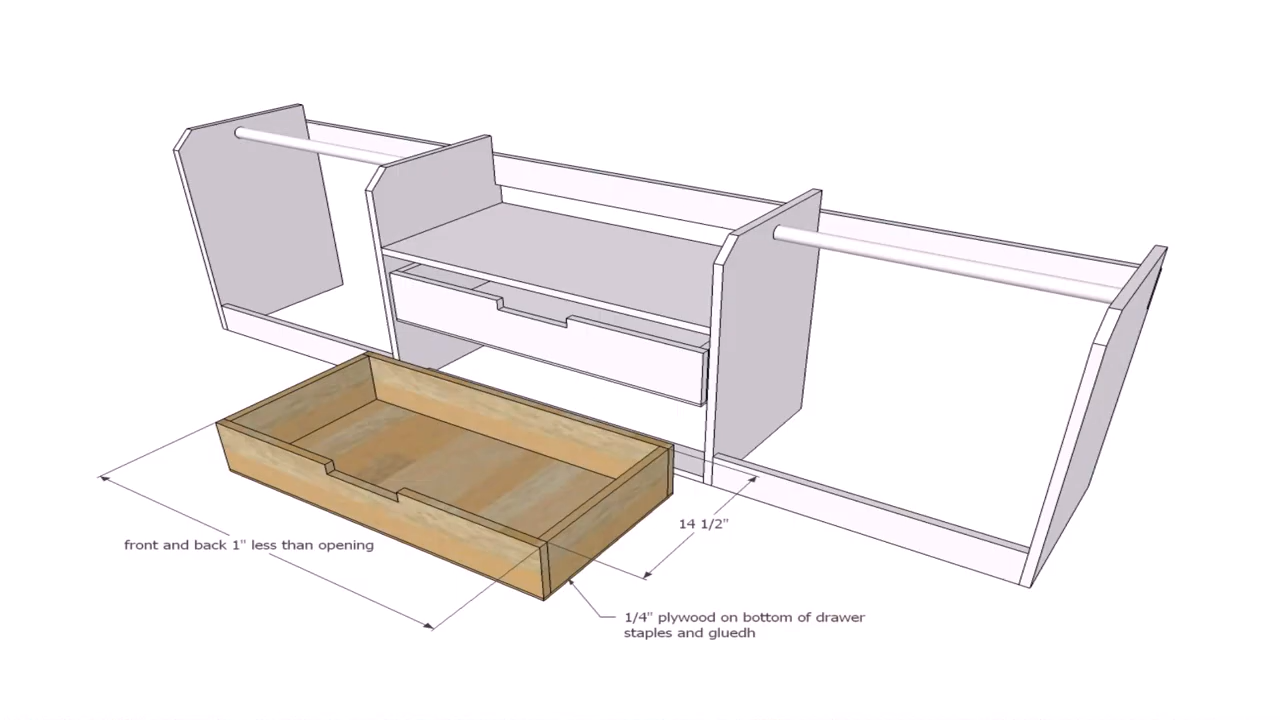 14 1/2"
front and back 1" less than opening
1/4" plywood on bottom of drawer
staples and gluedh